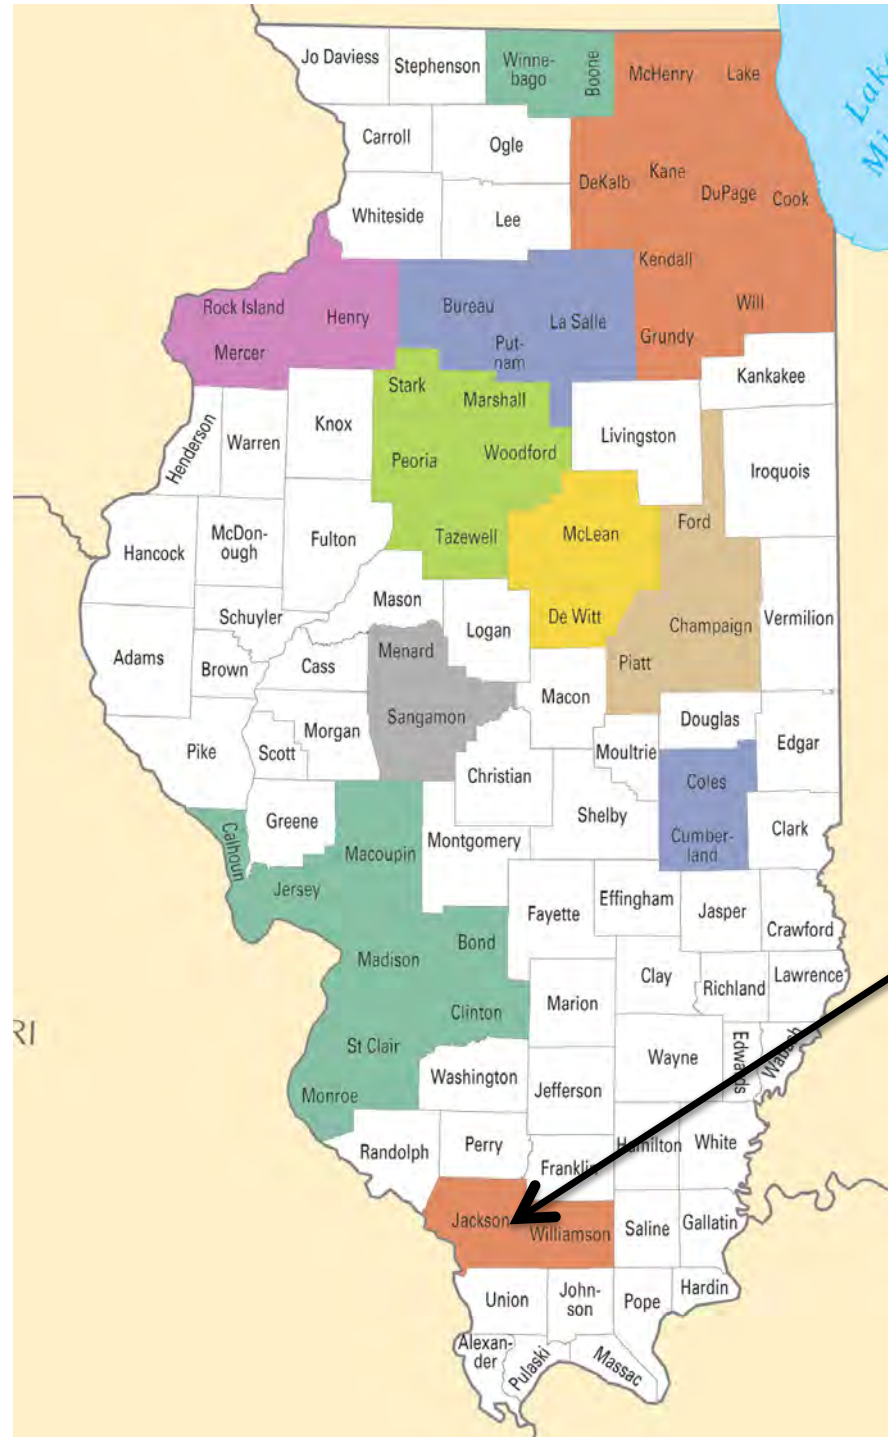 Jo Daviess
Stephenson
Winne-
bago
Boone
McHenry
Lake
Lake
Mi
Carroll
Ogle
DeKalb
Kane
DuPage
Cook
Whiteside
Lee
Kendall
Rock Island
Henry
Bureau
La Salle
Will
Mercer
Put-
nam
Grundy
Kankakee
Stark
Marshall
Henderson
Warren
Knox
Peoria
Woodford
Livingston
Iroquois
Hancock
McDon-
ough
Fulton
Tazewell
McLean
Ford
Schuyler
Mason
Logan
De Witt
Champaign
Vermilion
Adams
Brown
Cass
Menard
Piatt
Macon
Pike
Scott
Morgan
Sangamon
Douglas
Edgar
Christian
Moultrie
Coles
Calhoun
Greene
Macoupin
Montgomery
Shelby
Cumber-
land
Clark
Jersey
Fayette
Effingham
Jasper
Crawford
Madison
Bond
Clay
Richland
Lawrence
RI
St Clair
Clinton
Marion
Wayne
Edwards
Wabash
Monroe
Washington
Jefferson
Randolph
Perry
Franklin
Hamilton
White
Jackson
Williamson
Saline
Gallatin
Union
John-
son
Pope
Hardin
Alexan-
der
Pulaski
Massac